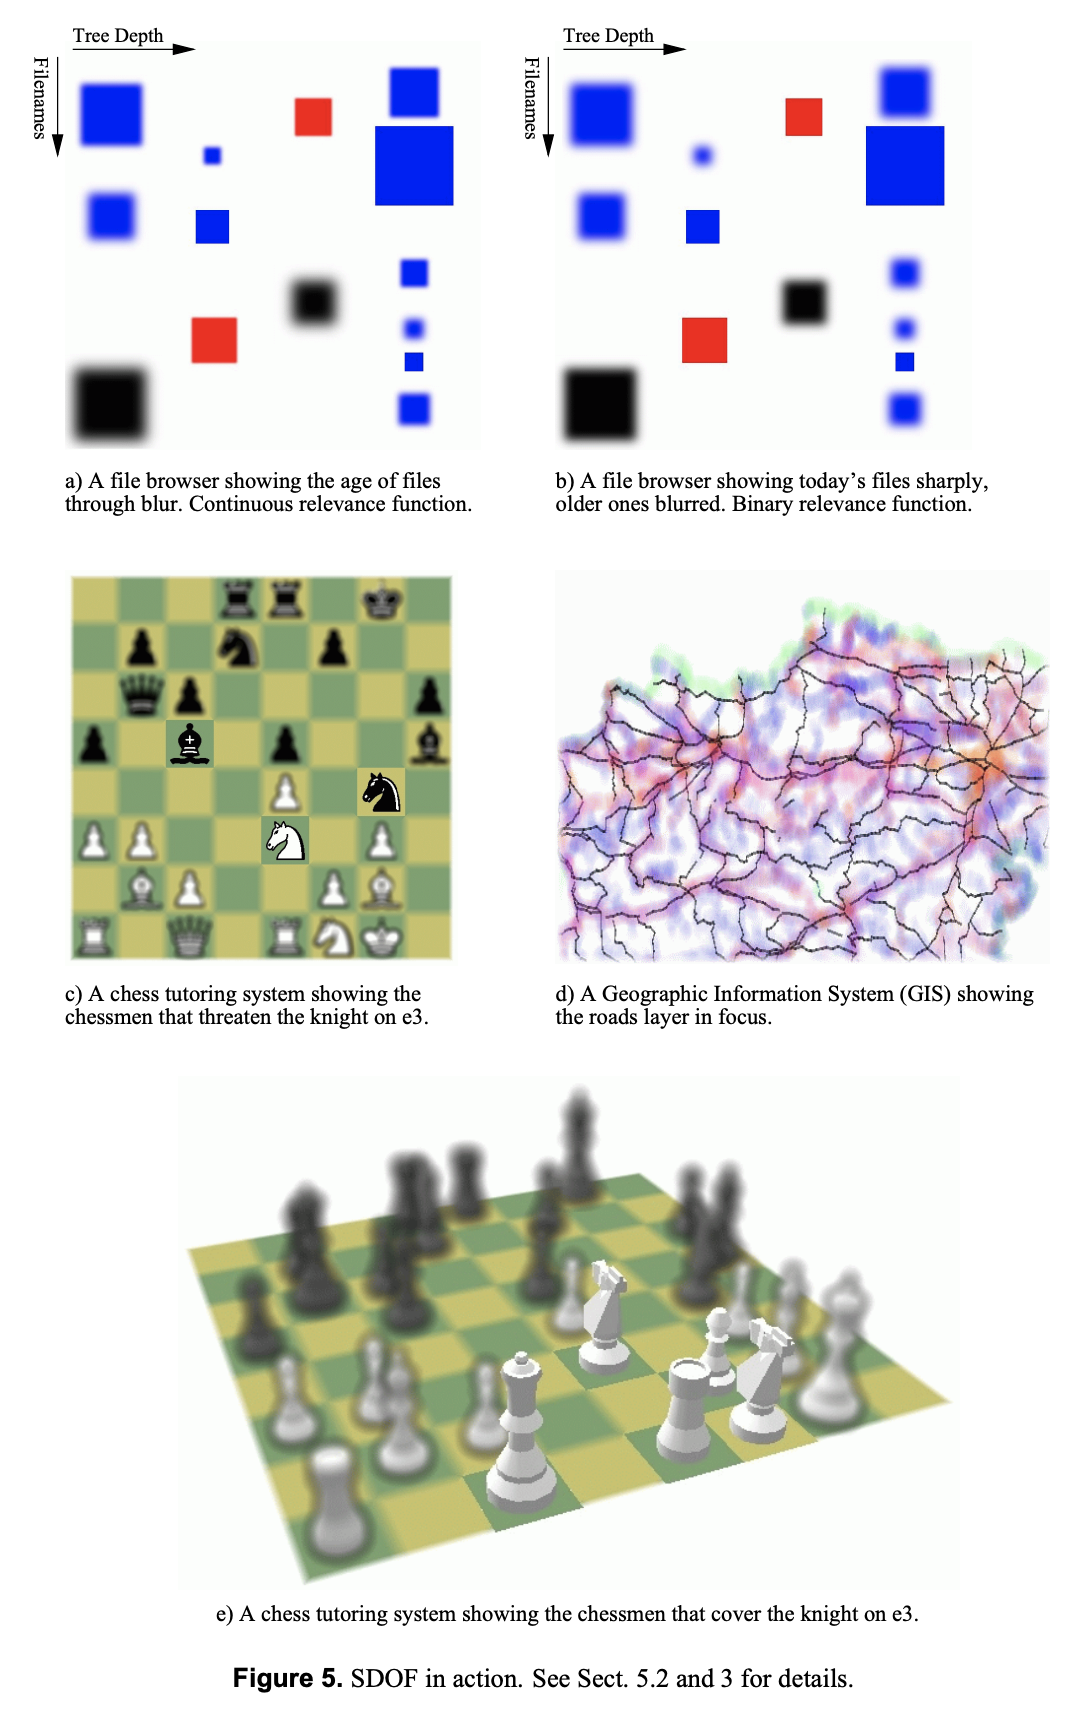 Tree Depth
Filenames
Tree Depth
Filenames
a) A file browser showing the age of files
through blur. Continuous relevance function.
b) A file browser showing today’s files sharply,
older ones blurred. Binary relevance function.
c) A chess tutoring system showing the
chessmen that threaten the knight on e3.
d) A Geographic Information System (GIS) showing
the roads layer in focus.
e) A chess tutoring system showing the chessmen that cover the knight on e3.
Figure 5. SDOF in action. See Sect. 5.2 and 3 for details.